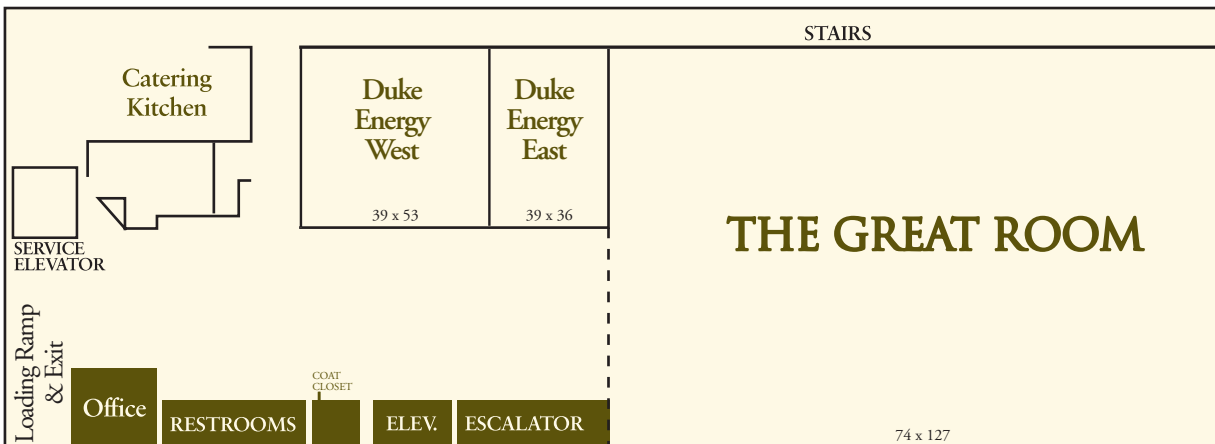 STAIRS
Catering
Kitchen
Duke
Energy
West
39 x 53
Duke
Energy
East
39 x 36
THE GREAT ROOM
SERVICE
ELEVATOR
Loading Ramp
& Exit
Office
RESTROOMS
COAT
CLOSET
ELEV.
ESCALATOR
74 x 127